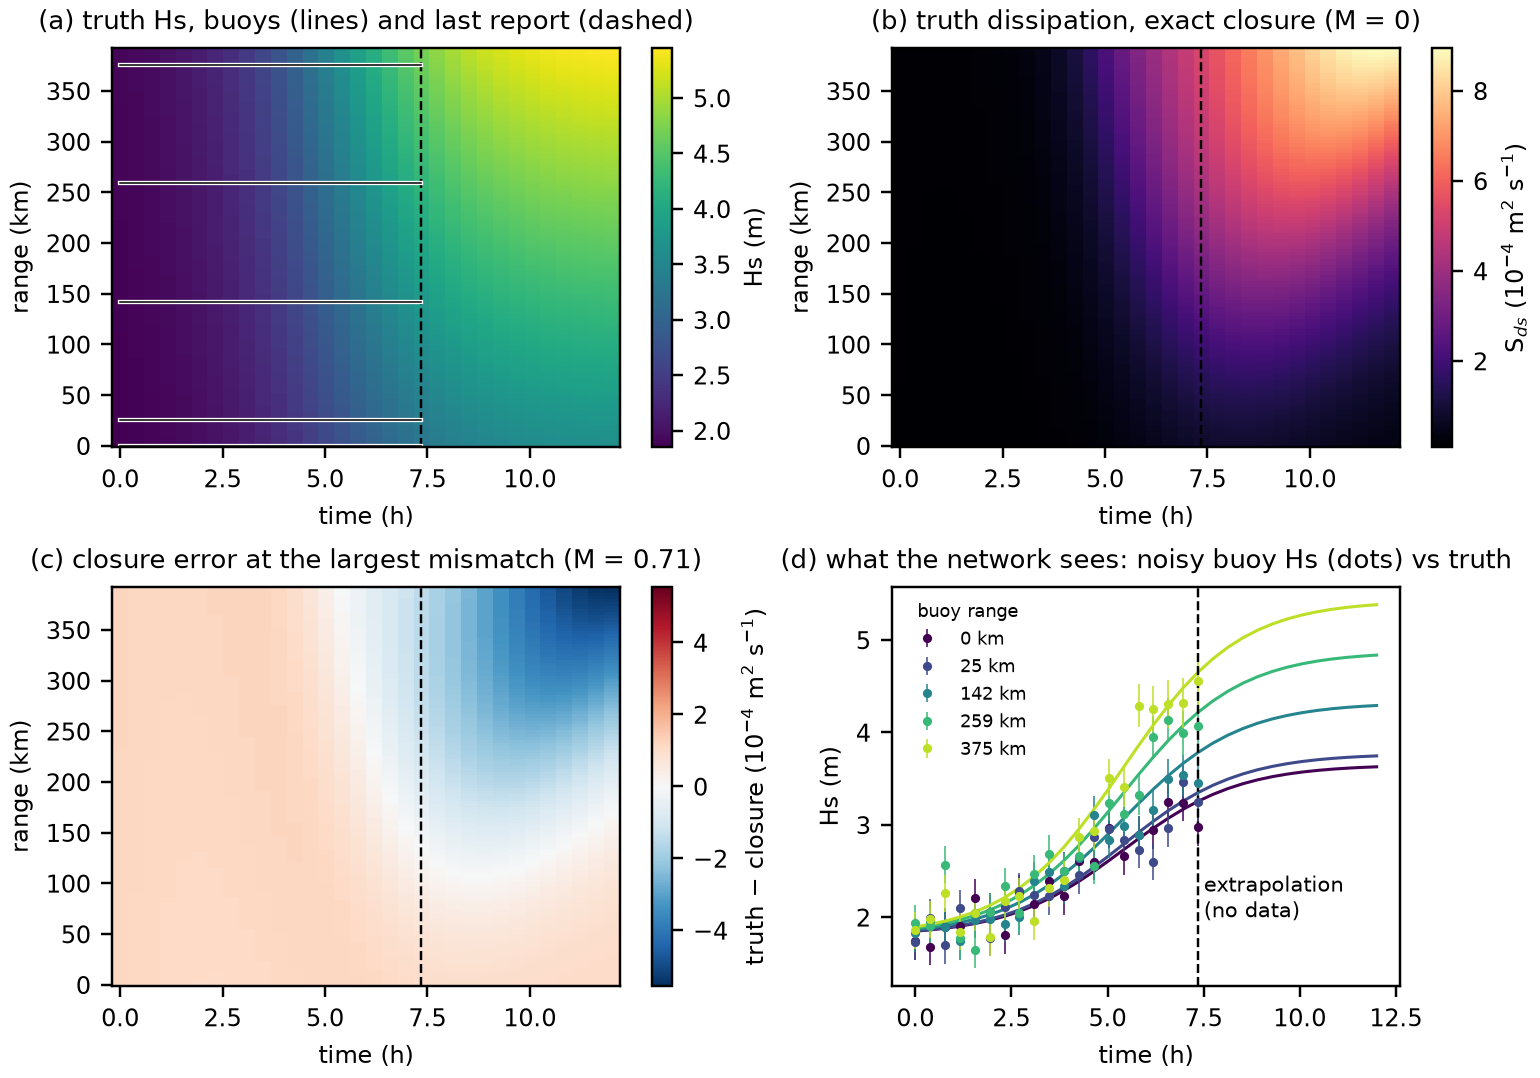 (a) truth Hs, buoys (lines) and last report (dashed)
350
300
250
200
150
100
50
0
range (km)
0.0 2.5 5.0 7.5 10.0
time (h)
5.0
4.5
4.0
3.5
3.0
2.5
2.0
Hs (m)
(b) truth dissipation, exact closure (M = 0)
350
300
250
200
150
100
50
0
range (km)
0.0 2.5 5.0 7.5 10.0
time (h)
8
6
4
2
S_ds (10⁻⁴ m² s⁻¹)
(c) closure error at the largest mismatch (M = 0.71)
350
300
250
200
150
100
50
0
range (km)
0.0 2.5 5.0 7.5 10.0
time (h)
4
2
0
−2
−4
truth − closure (10⁻⁴ m² s⁻¹)
(d) what the network sees: noisy buoy Hs (dots) vs truth
5
4
3
2
Hs (m)
buoy range
0 km
25 km
142 km
259 km
375 km
extrapolation
(no data)
0.0 2.5 5.0 7.5 10.0 12.5
time (h)